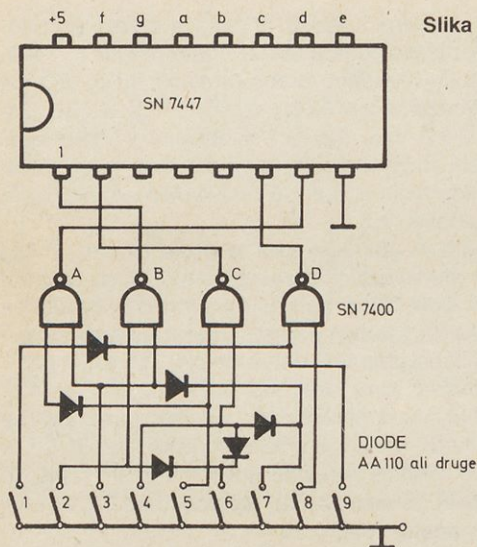 Slika
+5 f g a b c d e
SN 7447
1
A B C D
SN 7400
DIODE
AA 110 ali druge
1 2 3 4 5 6 7 8 9